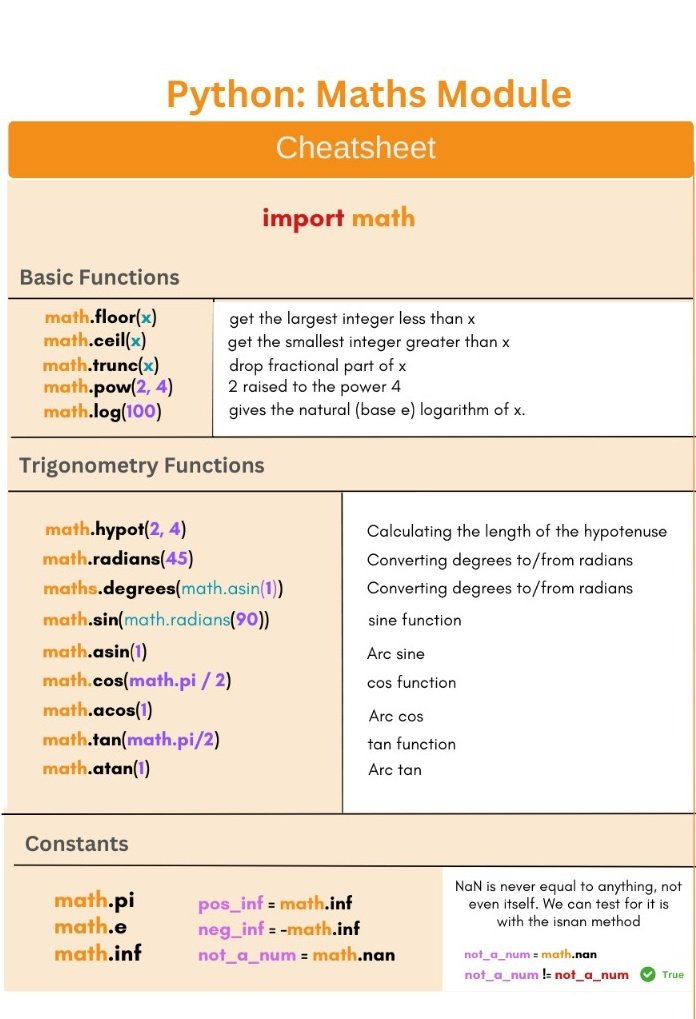 Python: Maths Module
Cheatsheet
import math
Basic Functions
math.floor(x) get the largest integer less than x
math.ceil(x) get the smallest integer greater than x
math.trunc(x) drop fractional part of x
math.pow(2, 4) 2 raised to the power 4
math.log(100) gives the natural (base e) logarithm of x.
Trigonometry Functions
math.hypot(2, 4) Calculating the length of the hypotenuse
math.radians(45) Converting degrees to/from radians
maths.degrees(math.asin(1)) Converting degrees to/from radians
math.sin(math.radians(90)) sine function
math.asin(1) Arc sine
math.cos(math.pi / 2) cos function
math.acos(1) Arc cos
math.tan(math.pi/2) tan function
math.atan(1) Arc tan
Constants
math.pi
math.e
math.inf
pos_inf = math.inf
neg_inf = -math.inf
not_a_num = math.nan
NaN is never equal to anything, not
even itself. We can test for it is
with the isnan method
not_a_num = math.nan
not_a_num != not_a_num True